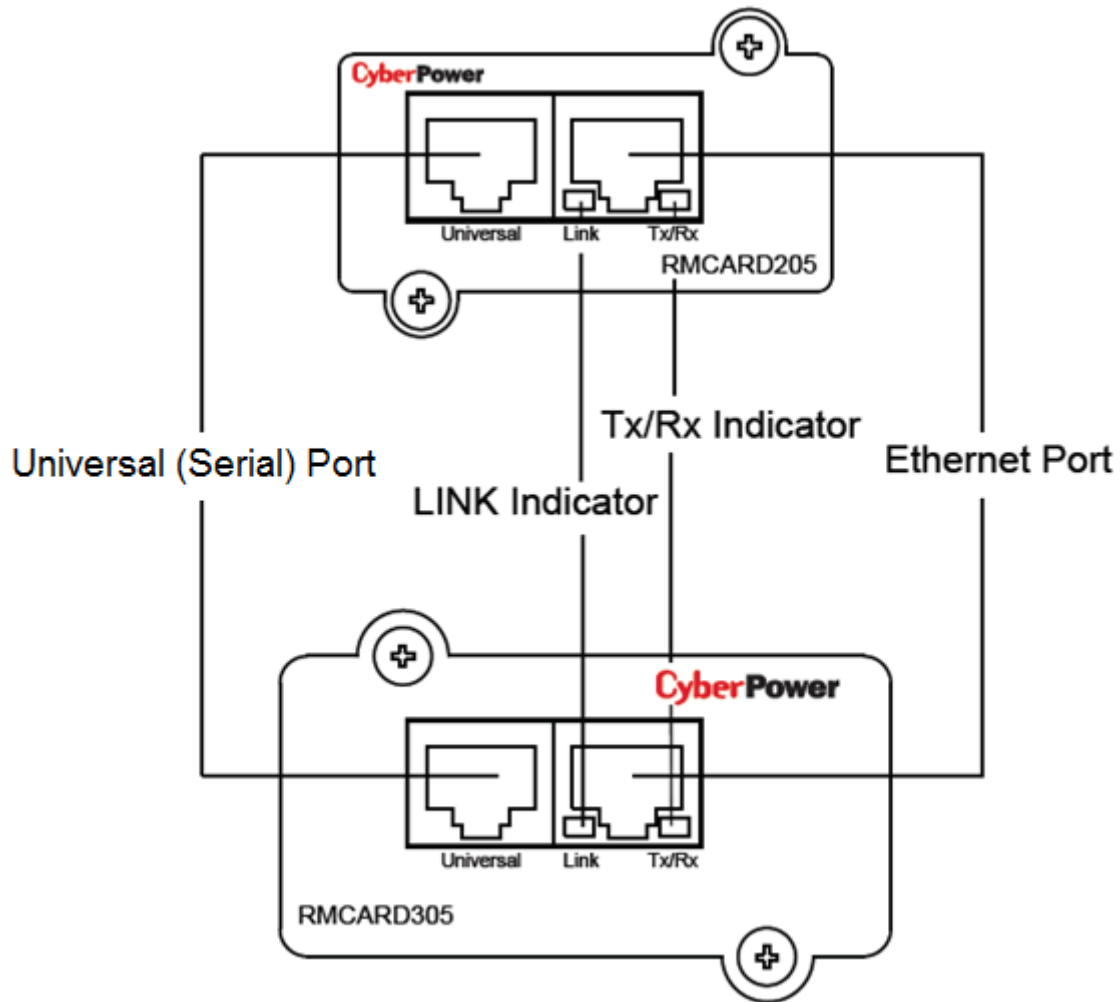 CyberPower
Universal Link Tx/Rx
RMCARD205
Tx/Rx Indicator
Universal (Serial) Port
Ethernet Port
LINK Indicator
CyberPower
Universal Link Tx/Rx
RMCARD305